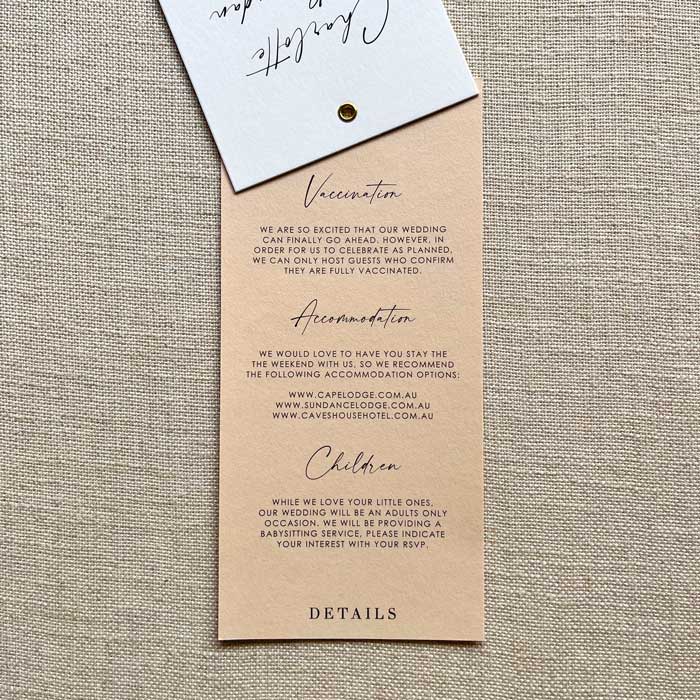 Charlotte
Vaccination
WE ARE SO EXCITED THAT OUR WEDDING
CAN FINALLY GO AHEAD. HOWEVER, IN
ORDER FOR US TO CELEBRATE AS PLANNED,
WE CAN ONLY HOST GUESTS WHO CONFIRM
THEY ARE FULLY VACCINATED.
Accommodation
WE WOULD LOVE TO HAVE YOU STAY THE
THE WEEKEND WITH US, SO WE RECOMMEND
THE FOLLOWING ACCOMMODATION OPTIONS:
WWW.CAPELODGE.COM.AU
WWW.SUNDANCELODGE.COM.AU
WWW.CAVESHOUSEHOTEL.COM.AU
Children
WHILE WE LOVE YOUR LITTLE ONES,
OUR WEDDING WILL BE AN ADULTS ONLY
OCCASION. WE WILL BE PROVIDING A
BABYSITTING SERVICE, PLEASE INDICATE
YOUR INTEREST WITH YOUR RSVP.
DETAILS